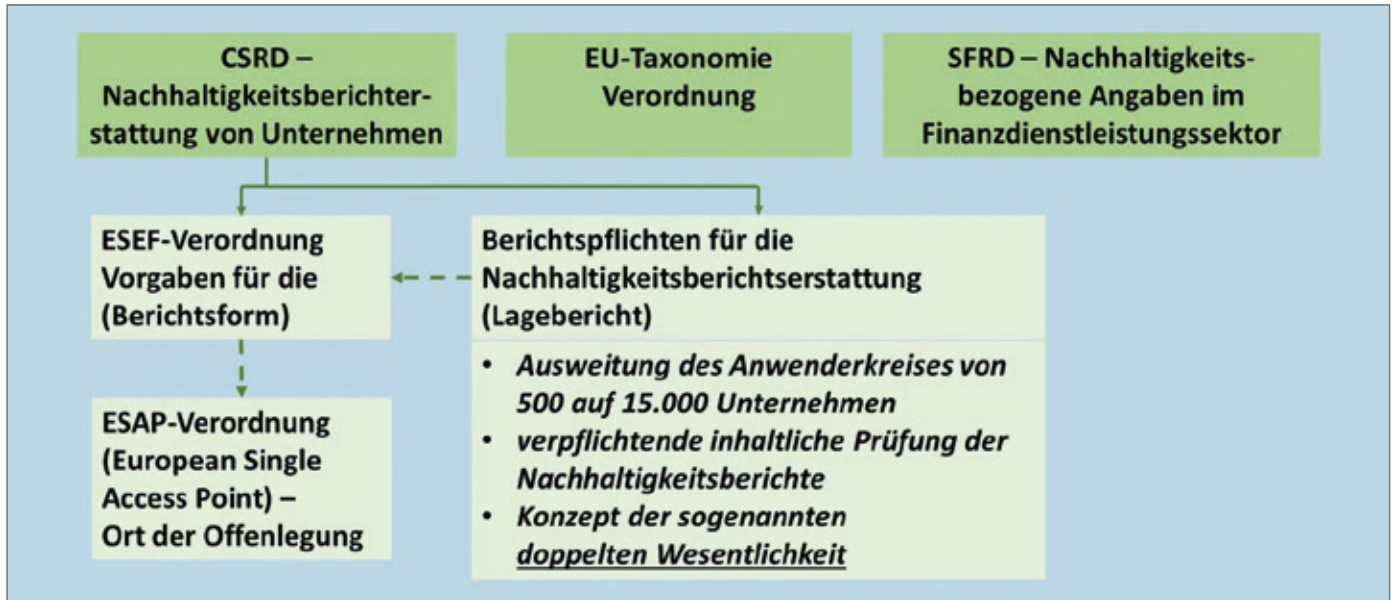 CSRD –
Nachhaltigkeitsberichter-
stattung von Unternehmen
EU-Taxonomie
Verordnung
SFRD – Nachhaltigkeits-
bezogene Angaben im
Finanzdienstleistungssektor
ESEF-Verordnung
Vorgaben für die
(Berichtsform)
Berichtspflichten für die
Nachhaltigkeitsberichtserstattung
(Lagebericht)
• Ausweitung des Anwenderkreises von
500 auf 15.000 Unternehmen
• verpflichtende inhaltliche Prüfung der
Nachhaltigkeitsberichte
• Konzept der sogenannten
doppelten Wesentlichkeit
ESAP-Verordnung
(European Single
Access Point) –
Ort der Offenlegung